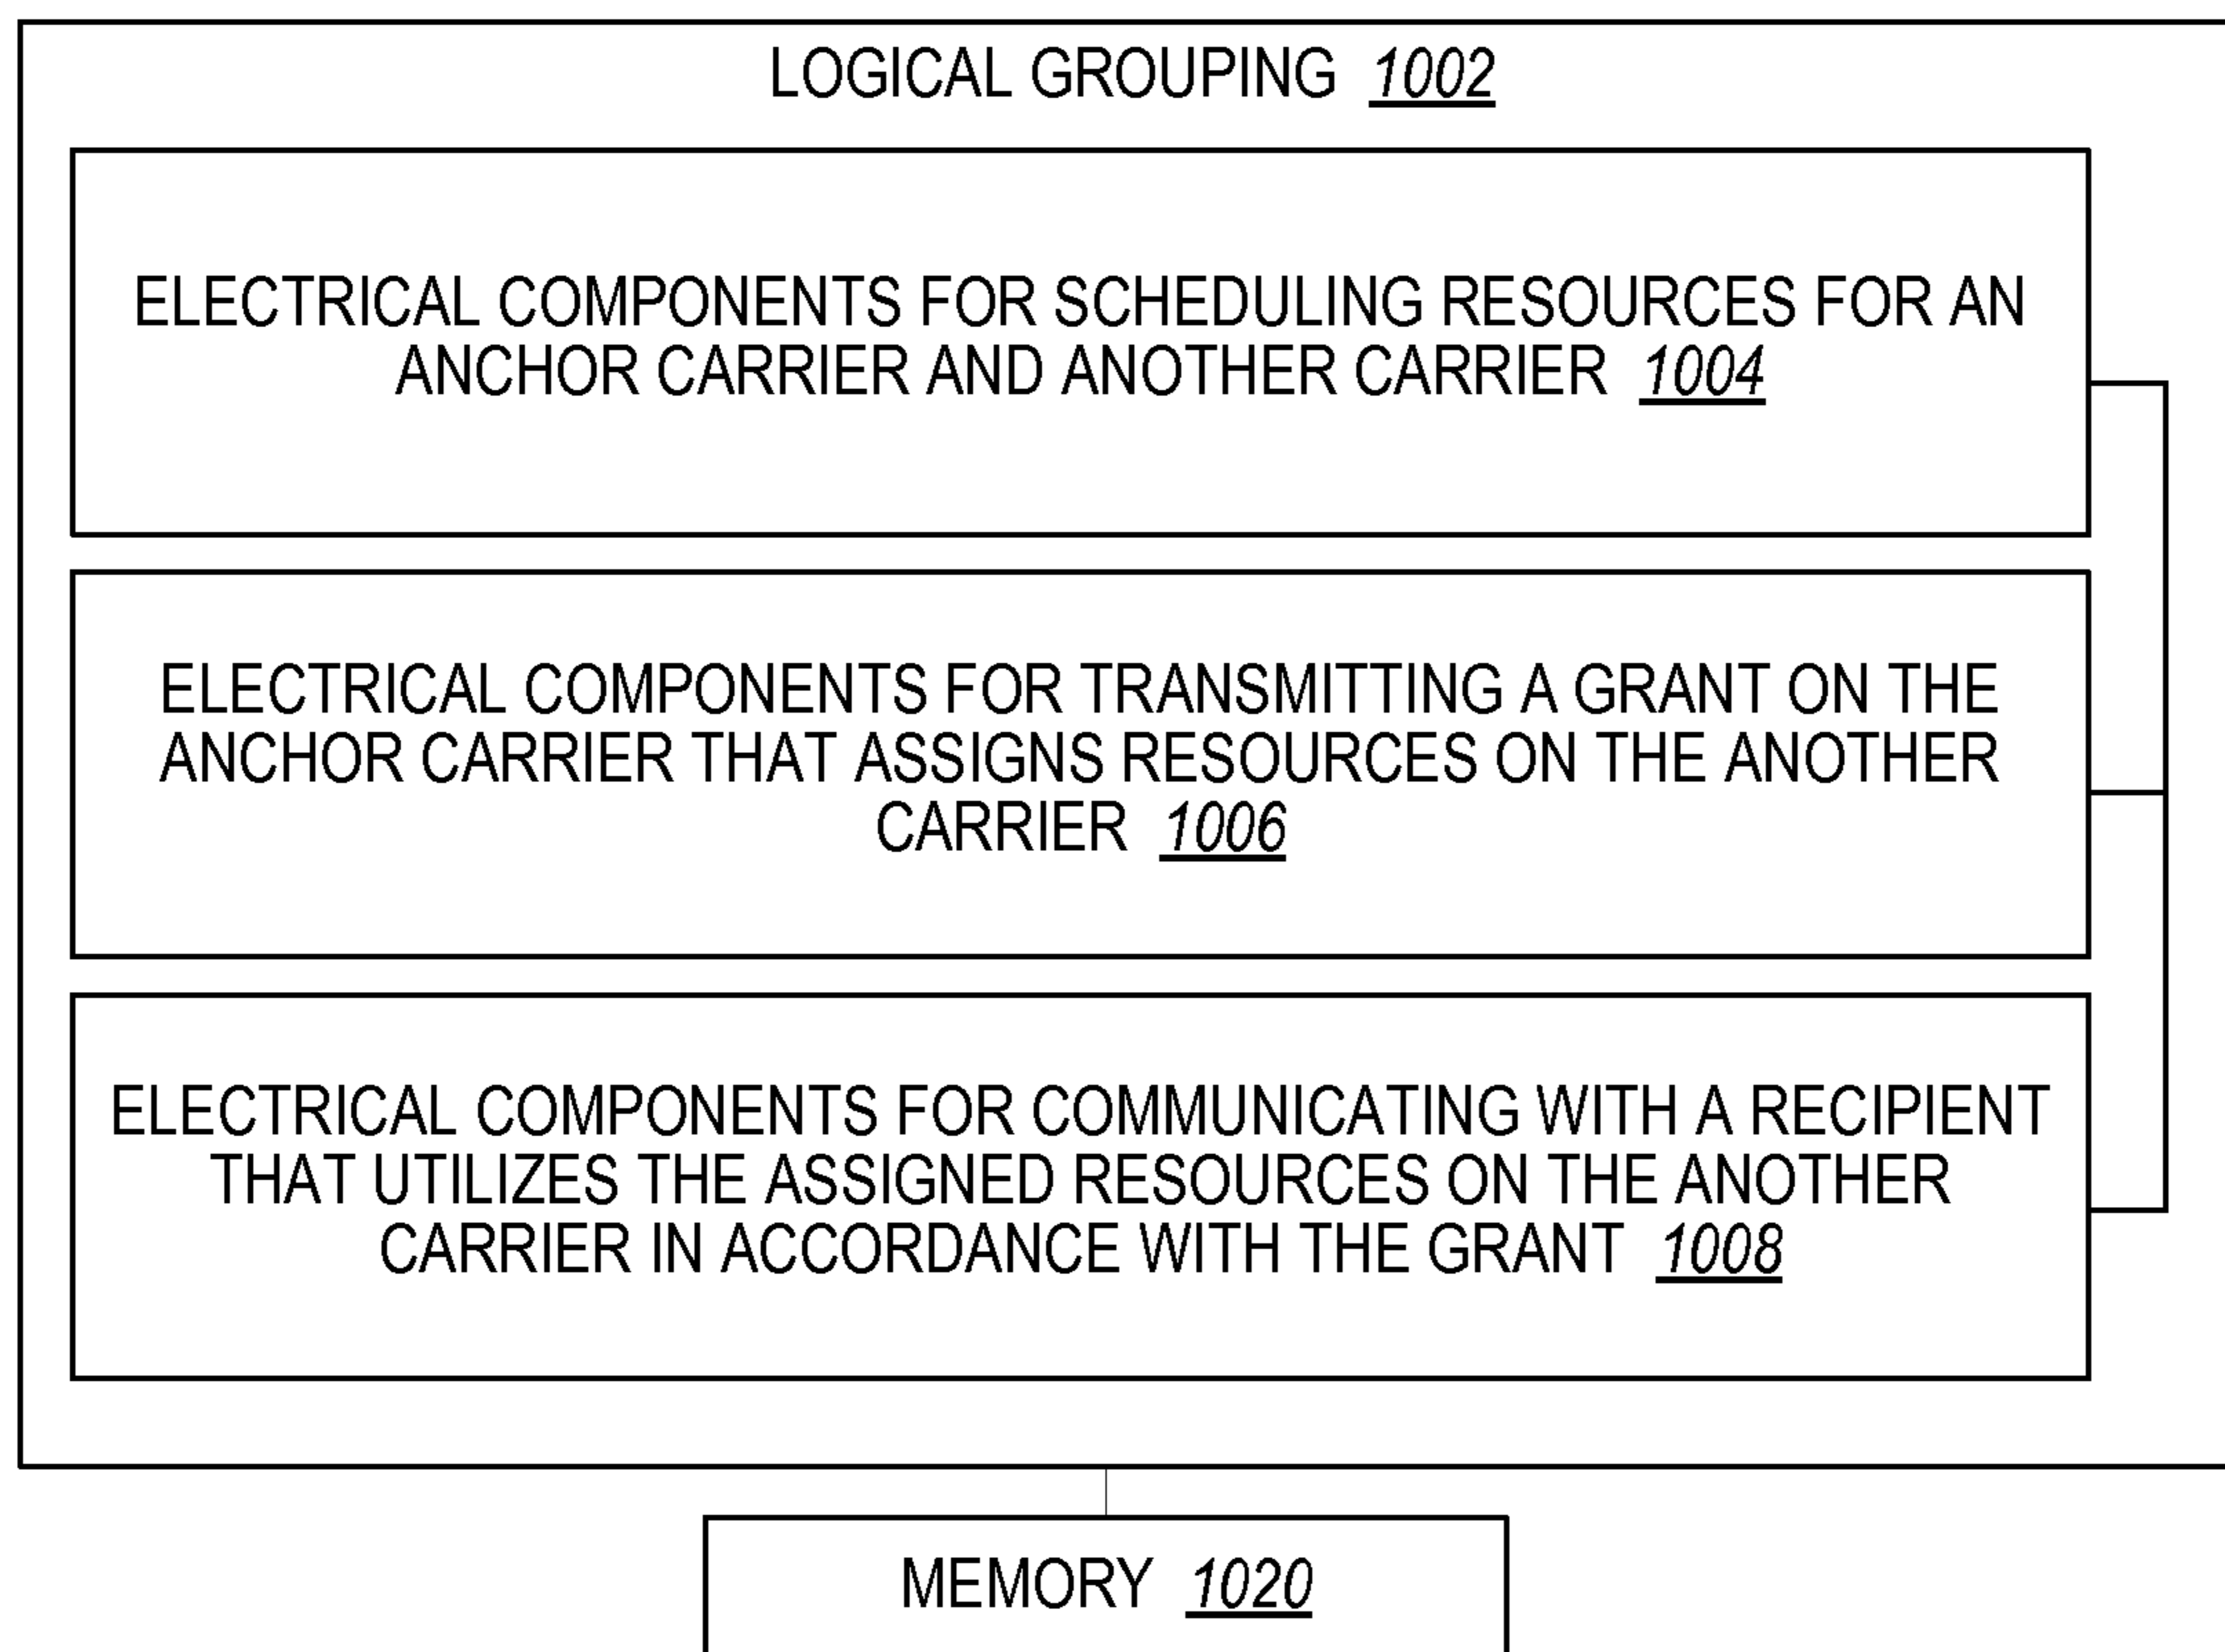 LOGICAL GROUPING 1002
ELECTRICAL COMPONENTS FOR SCHEDULING RESOURCES FOR AN
ANCHOR CARRIER AND ANOTHER CARRIER 1004
ELECTRICAL COMPONENTS FOR TRANSMITTING A GRANT ON THE
ANCHOR CARRIER THAT ASSIGNS RESOURCES ON THE ANOTHER
CARRIER 1006
ELECTRICAL COMPONENTS FOR COMMUNICATING WITH A RECIPIENT
THAT UTILIZES THE ASSIGNED RESOURCES ON THE ANOTHER
CARRIER IN ACCORDANCE WITH THE GRANT 1008
MEMORY 1020